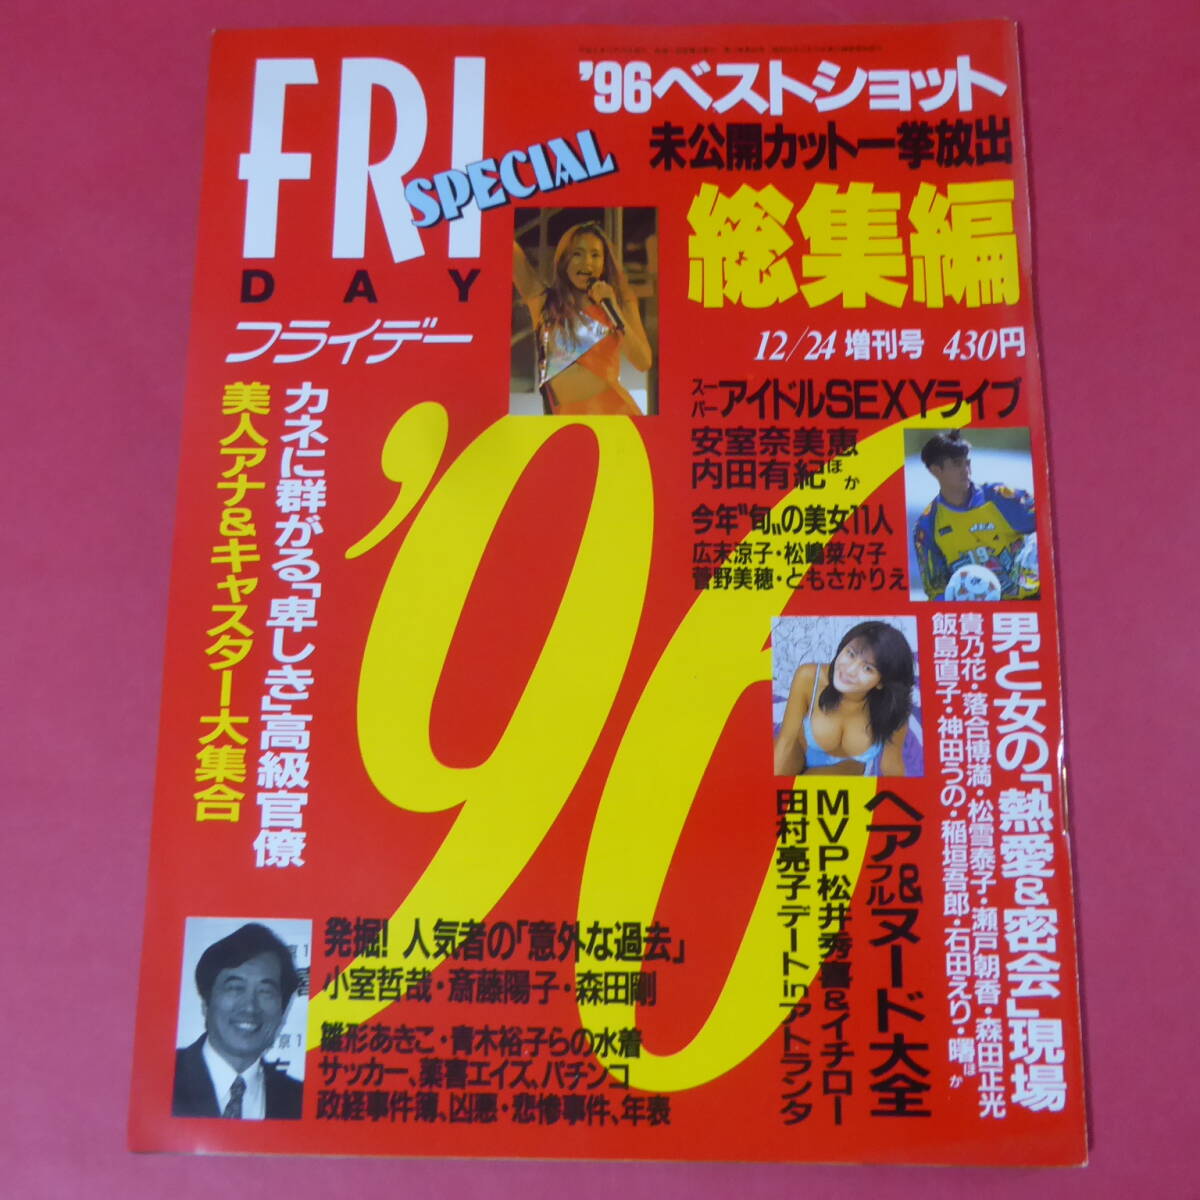 FRI
DAY
SPECIAL
フライデー
'96ベストショット
未公開カット一挙放出
総集編
12/24 増刊号 430円
スーパーアイドルSEXYライブ
安室奈美恵
内田有紀ほか
今年〝旬〟の美女11人
広末涼子・松嶋菜々子
菅野美穂・ともさかりえ
'96
男と女の「熱愛&密会」現場
貴乃花・落合博満・松雪泰子・瀬戸朝香・森田正光
飯島直子・神田うの・稲垣吾郎・石田えり・曙ほか
ヘア&フルヌード大全
MVP松井秀喜&イチロー
田村亮子デートinアトランタ
カネに群がる「卑しき」高級官僚
美人アナ&キャスター大集合
発掘!人気者の「意外な過去」
小室哲哉・斎藤陽子・森田剛
雛形あきこ・青木裕子らの水着
サッカー、薬害エイズ、パチンコ
政経事件簿、凶悪・悲惨事件、年表